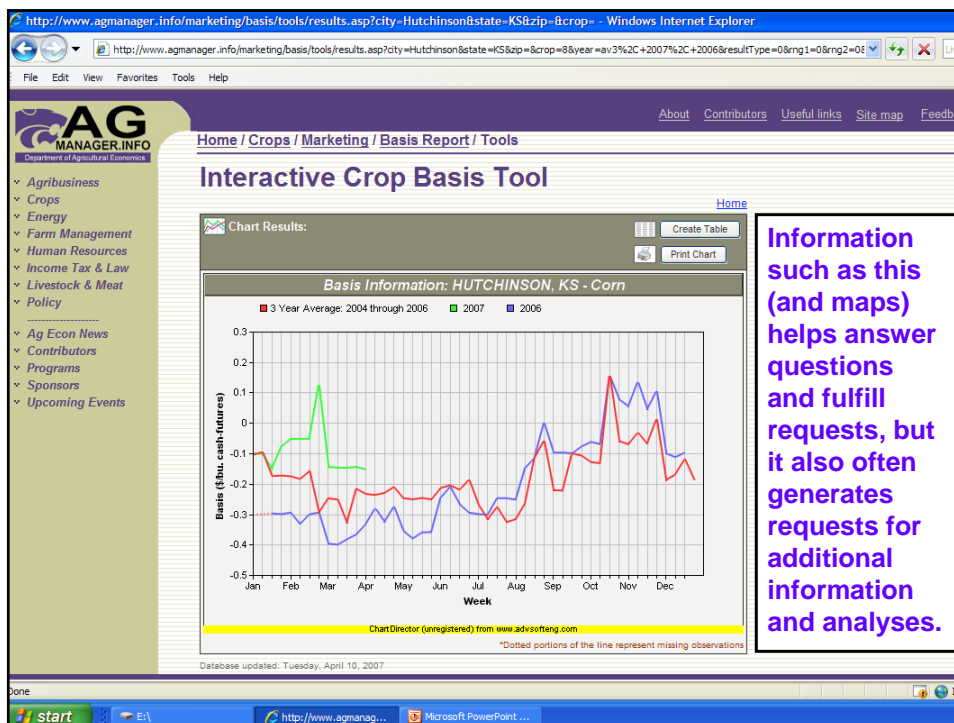 http://www.agmanager.info/marketing/basis/tools/results.asp?city=Hutchinson&state=KS&zip=&crop= - Windows Internet Explorer
http://www.agmanager.info/marketing/basis/tools/results.asp?city=Hutchinson&state=KS&zip=&crop=8&year=av3%2C+2007%2C+2006&resultType=0&rng1=0&rng2=0
File Edit View Favorites Tools Help
AG
MANAGER.INFO
Department of Agricultural Economics
About Contributors Useful links Site map Feedb
Home / Crops / Marketing / Basis Report / Tools
Agribusiness
Crops
Energy
Farm Management
Human Resources
Income Tax & Law
Livestock & Meat
Policy
--------------------
Ag Econ News
Contributors
Programs
Sponsors
Upcoming Events
Interactive Crop Basis Tool
Home
Chart Results:
Create Table
Print Chart
Basis Information: HUTCHINSON, KS - Corn
3 Year Average: 2004 through 2006 2007 2006
Basis ($/bu. cash-futures)
0.3
0.2
0.1
0
-0.1
-0.2
-0.3
-0.4
-0.5
Jan Feb Mar Apr May Jun Jul Aug Sep Oct Nov Dec
Week
ChartDirector (unregistered) from www.advsofteng.com
*Dotted portions of the line represent missing observations
Database updated: Tuesday, April 10, 2007
Information
such as this
(and maps)
helps answer
questions
and fulfill
requests, but
it also often
generates
requests for
additional
information
and analyses.
Done
start
E:\
http://www.agmanag...
Microsoft PowerPoint ...